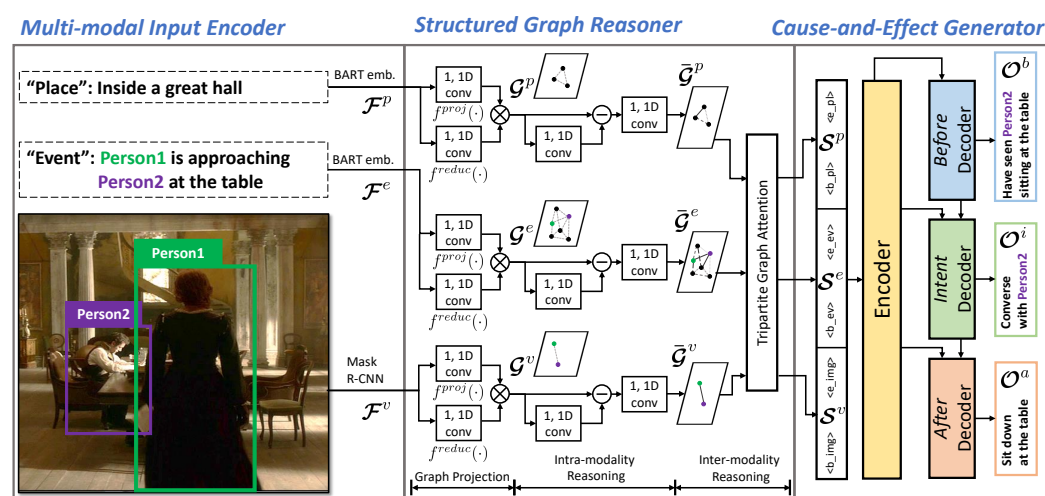 Multi-modal Input Encoder
Structured Graph Reasoner
Cause-and-Effect Generator
"Place": Inside a great hall
"Event": Person1 is approaching
Person2 at the table
Person1
Person2
BART emb.
𝓕^p
BART emb.
𝓕^e
Mask
R-CNN
𝓕^v
1, 1D
conv
f^{proj}(·)
1, 1D
conv
f^{reduc}(·)
𝓖^p
1, 1D
conv
1, 1D
conv
𝓖̄^p
1, 1D
conv
f^{proj}(·)
1, 1D
conv
f^{reduc}(·)
𝓖^e
1, 1D
conv
1, 1D
conv
𝓖̄^e
1, 1D
conv
f^{proj}(·)
1, 1D
conv
f^{reduc}(·)
𝓖^v
1, 1D
conv
1, 1D
conv
𝓖̄^v
Graph Projection
Intra-modality
Reasoning
Inter-modality
Reasoning
Tripartite Graph Attention
<e_pl>
𝓢^p
<b_pl>
<e_ev>
𝓢^e
<b_ev>
<e_img>
𝓢^v
<b_img>
Encoder
Before
Decoder
Intent
Decoder
After
Decoder
𝓞^b
Have seen Person2
sitting at the table
𝓞^i
Converse
with Person2
𝓞^a
Sit down
at the table